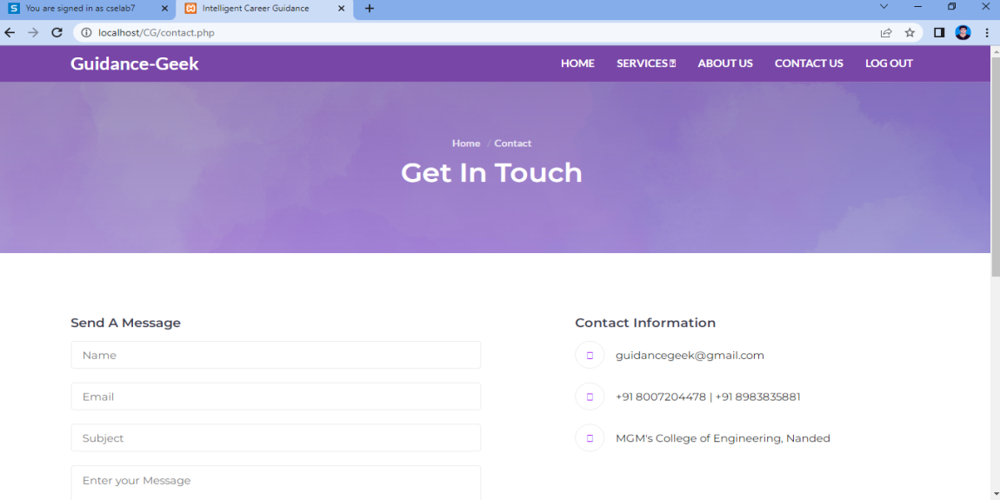 You are signed in as cselab7
Intelligent Career Guidance
localhost/CG/contact.php
Guidance-Geek
HOME SERVICES ABOUT US CONTACT US LOG OUT
Home / Contact
Get In Touch
Send A Message
Contact Information
Name
guidancegeek@gmail.com
Email
+91 8007204478 | +91 8983835881
Subject
MGM's College of Engineering, Nanded
Enter your Message